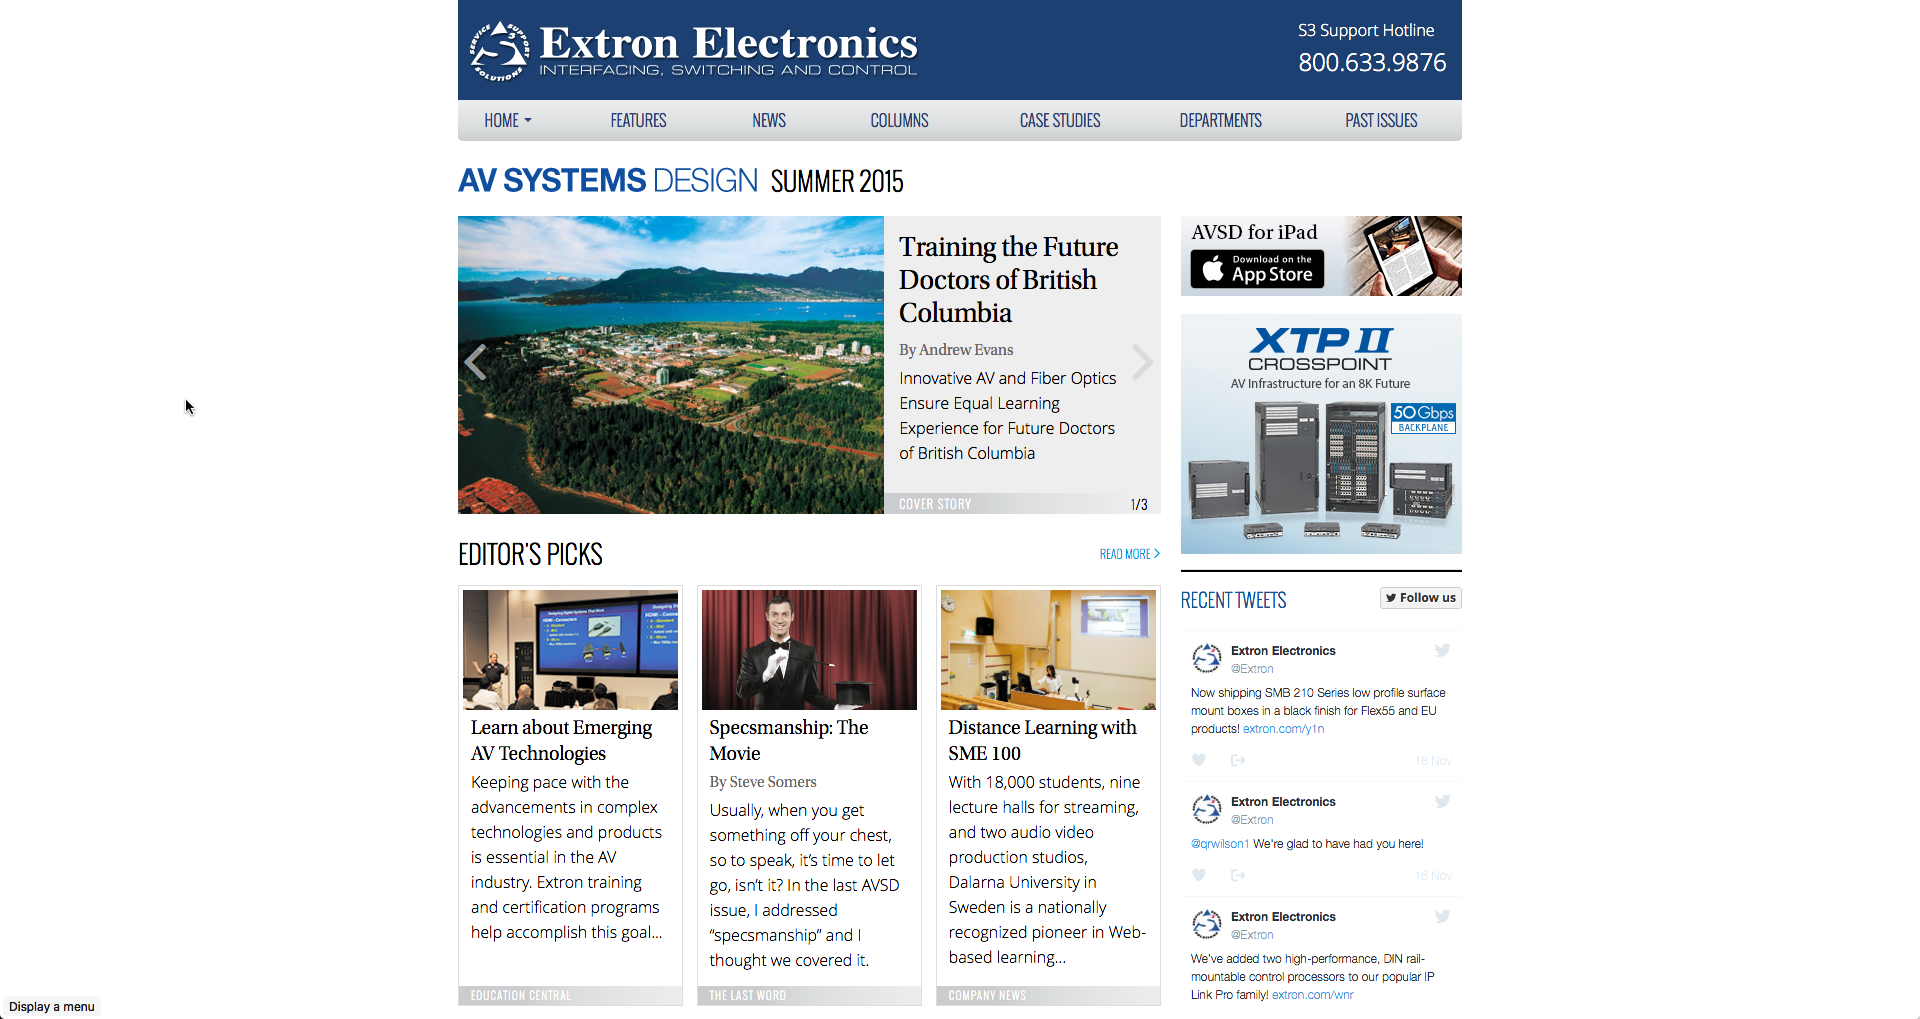 Extron Electronics
INTERFACING, SWITCHING AND CONTROL
SERVICE SUPPORT SOLUTIONS
S3 Support Hotline
800.633.9876
HOME
FEATURES
NEWS
COLUMNS
CASE STUDIES
DEPARTMENTS
PAST ISSUES
AV SYSTEMS DESIGN SUMMER 2015
Training the Future
Doctors of British
Columbia
By Andrew Evans
Innovative AV and Fiber Optics
Ensure Equal Learning
Experience for Future Doctors
of British Columbia
COVER STORY
1/3
AVSD for iPad
Download on the
App Store
XTP II
CROSSPOINT
AV Infrastructure for an 8K Future
50 Gbps
BACKPLANE
EDITOR'S PICKS
READ MORE
Learn about Emerging
AV Technologies
Keeping pace with the
advancements in complex
technologies and products
is essential in the AV
industry. Extron training
and certification programs
help accomplish this goal...
EDUCATION CENTRAL
Specsmanship: The
Movie
By Steve Somers
Usually, when you get
something off your chest,
so to speak, it's time to let
go, isn't it? In the last AVSD
issue, I addressed
“specsmanship” and I
thought we covered it.
THE LAST WORD
Distance Learning with
SME 100
With 18,000 students, nine
lecture halls for streaming,
and two audio video
production studios,
Dalarna University in
Sweden is a nationally
recognized pioneer in Web-
based learning...
COMPANY NEWS
RECENT TWEETS
Follow us
Extron Electronics
@Extron
Now shipping SMB 210 Series low profile surface
mount boxes in a black finish for Flex55 and EU
products! extron.com/y1n
18 Nov
Extron Electronics
@Extron
@qrwilson1 We're glad to have had you here!
16 Nov
Extron Electronics
@Extron
We've added two high-performance, DIN rail-
mountable control processors to our popular IP
Link Pro family! extron.com/wnr
Display a menu